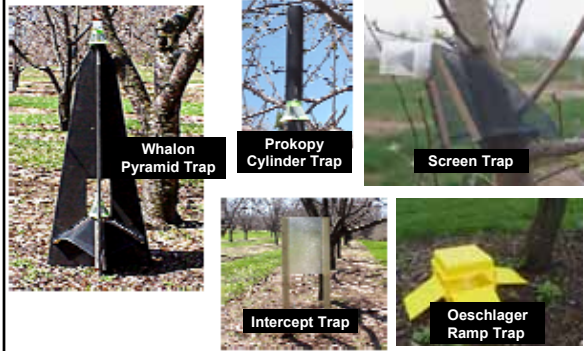 Whalon
Pyramid Trap
Prokopy
Cylinder Trap
Screen Trap
Intercept Trap
Oeschlager
Ramp Trap